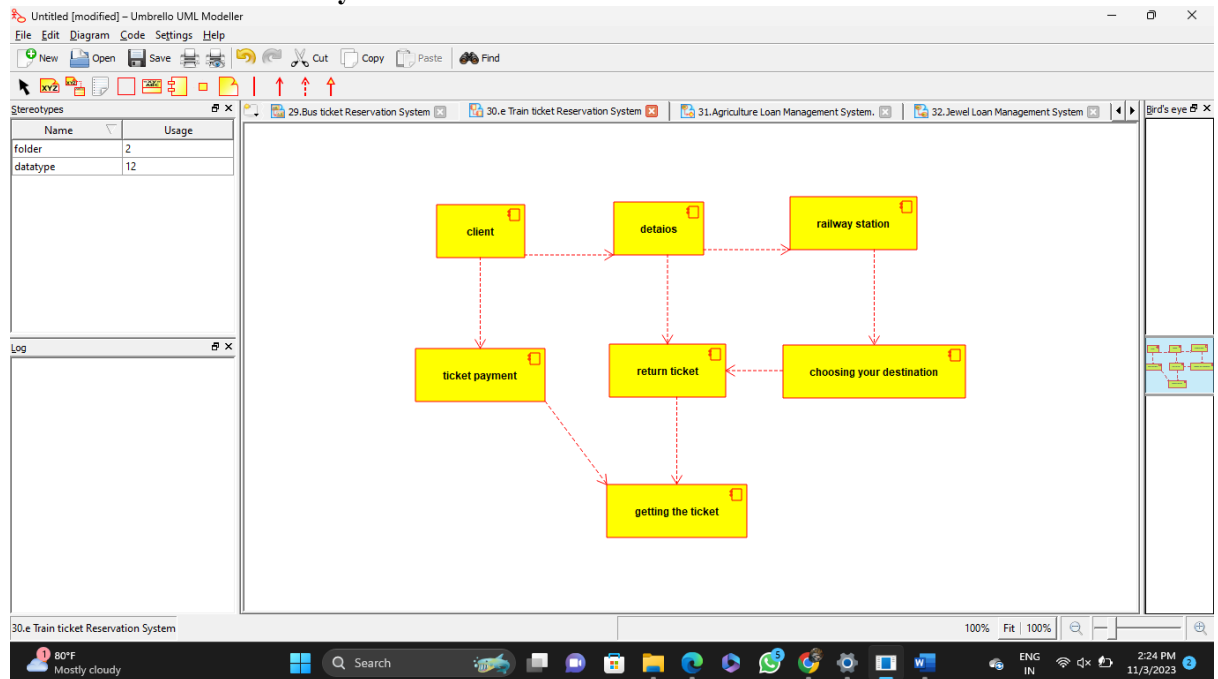 Untitled [modified] – Umbrello UML Modeller
File Edit Diagram Code Settings Help
New Open Save Cut Copy Paste Find
Stereotypes
Name Usage
folder 2
datatype 12
Log
29.Bus ticket Reservation System 30.e Train ticket Reservation System 31.Agriculture Loan Management System. 32.Jewel Loan Management System
Bird's eye
client detaios railway station
ticket payment return ticket choosing your destination
getting the ticket
30.e Train ticket Reservation System 100% Fit 100%
1 80°F
Mostly cloudy
Search
5
ENG
IN
2:24 PM
11/3/2023
2